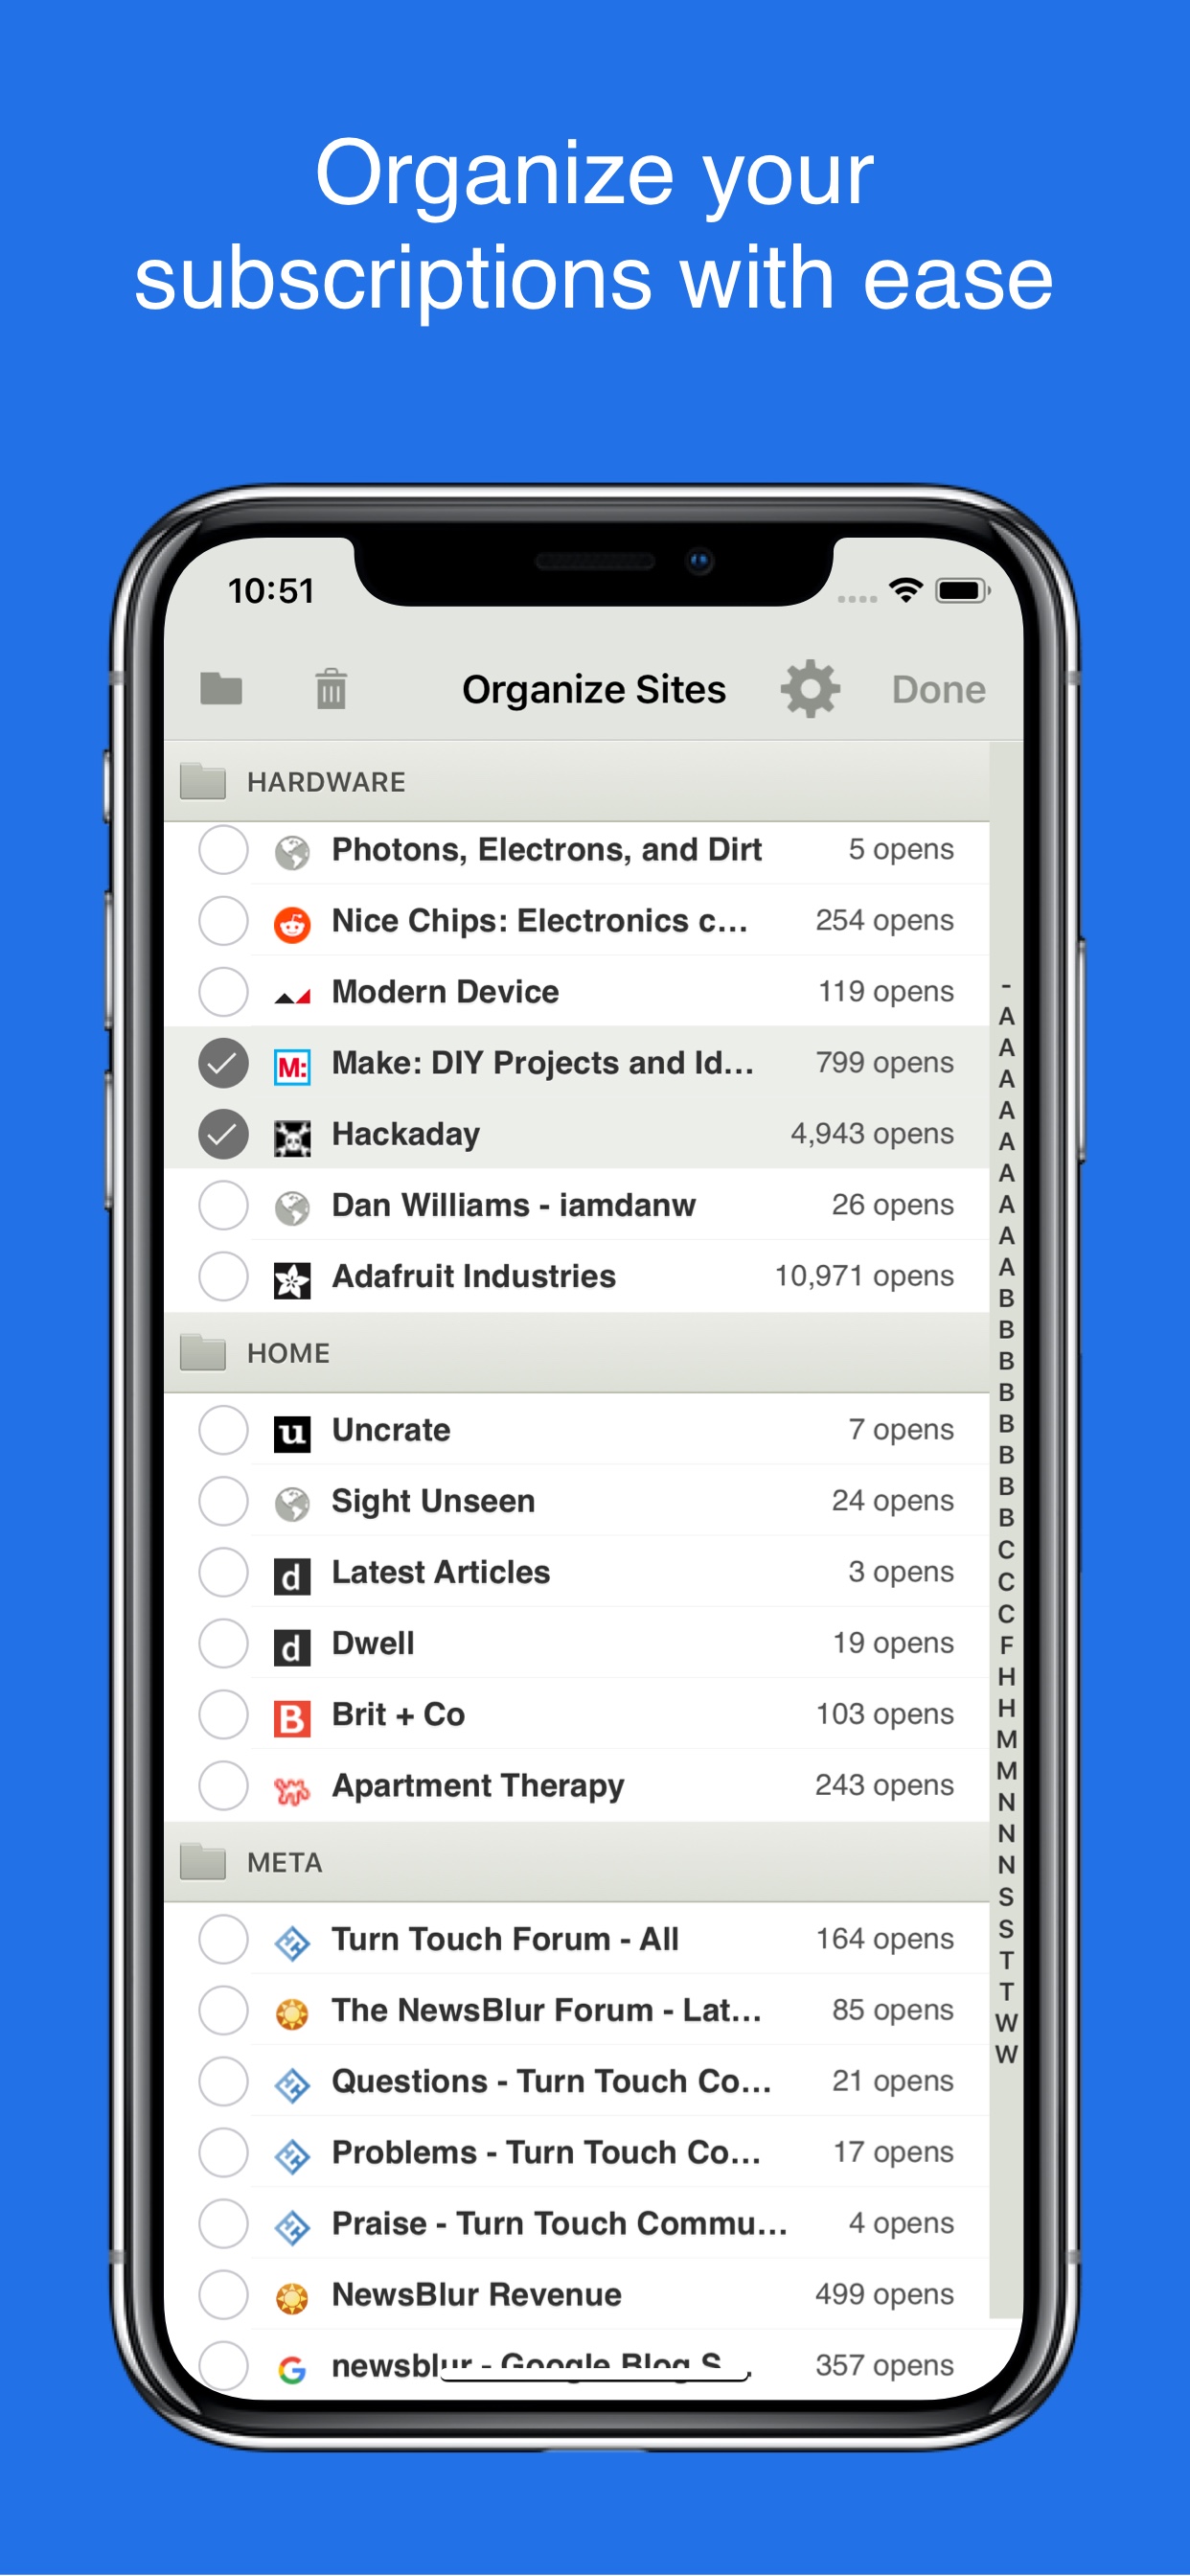 Organize your
subscriptions with ease
10:51
Organize Sites Done
HARDWARE
Photons, Electrons, and Dirt 5 opens
Nice Chips: Electronics c... 254 opens
Modern Device 119 opens
M: Make: DIY Projects and Id... 799 opens
Hackaday 4,943 opens
Dan Williams - iamdanw 26 opens
Adafruit Industries 10,971 opens
HOME
u Uncrate 7 opens
Sight Unseen 24 opens
d Latest Articles 3 opens
d Dwell 19 opens
B Brit + Co 103 opens
Apartment Therapy 243 opens
META
Turn Touch Forum - All 164 opens
The NewsBlur Forum - Lat... 85 opens
Questions - Turn Touch Co... 21 opens
Problems - Turn Touch Co... 17 opens
Praise - Turn Touch Commu... 4 opens
NewsBlur Revenue 499 opens
G newsblur - Google Blog S... 357 opens
-
A
A
A
A
A
A
A
A
A
B
B
B
B
B
B
B
B
C
C
C
F
H
H
M
M
N
N
N
S
S
T
T
W
W